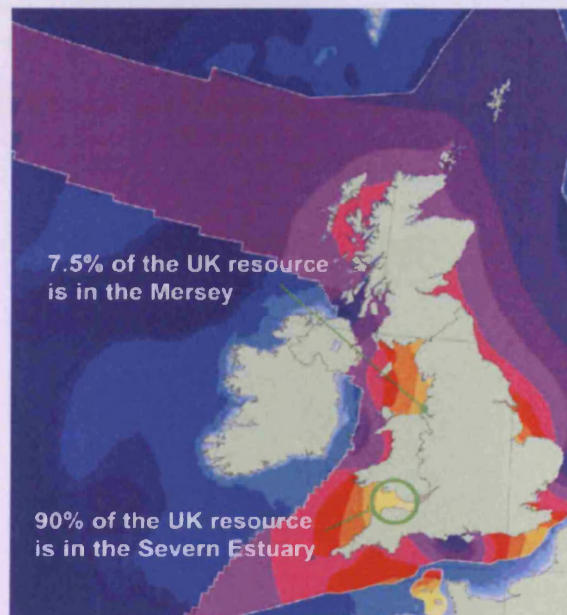 7.5% of the UK resource
is in the Mersey
90% of the UK resource
is in the Severn Estuary